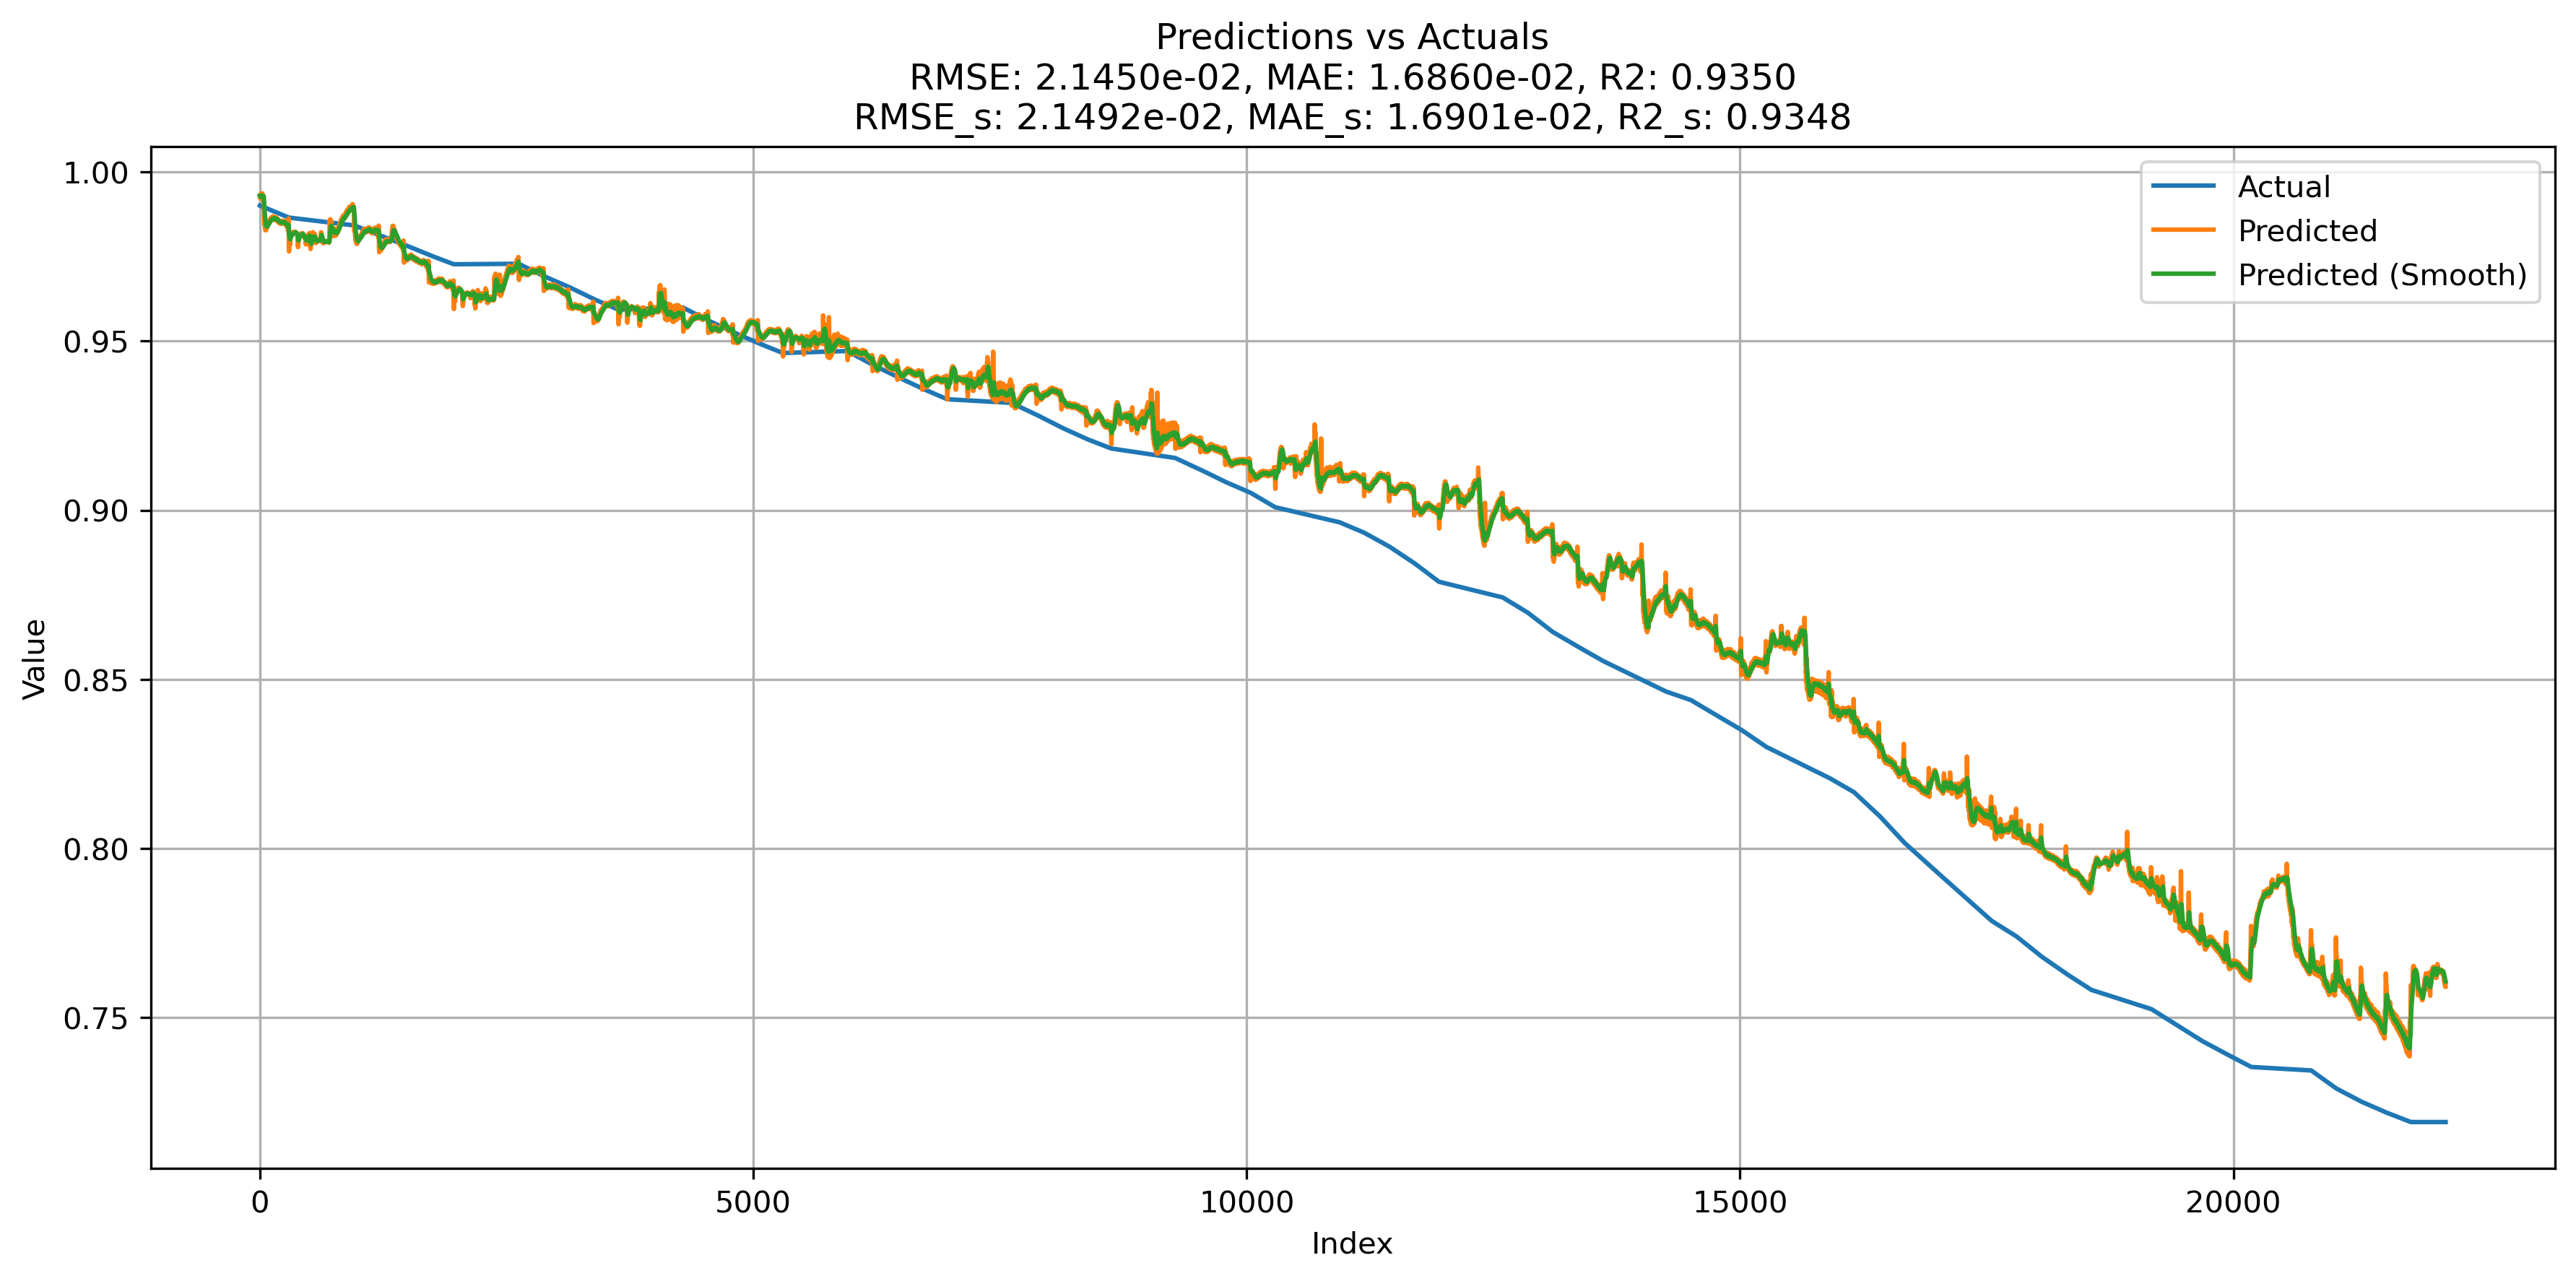 Predictions vs Actuals
RMSE: 2.1450e-02, MAE: 1.6860e-02, R2: 0.9350
RMSE_s: 2.1492e-02, MAE_s: 1.6901e-02, R2_s: 0.9348
Actual
Predicted
Predicted (Smooth)
Value
1.00
0.95
0.90
0.85
0.80
0.75
0 5000 10000 15000 20000
Index